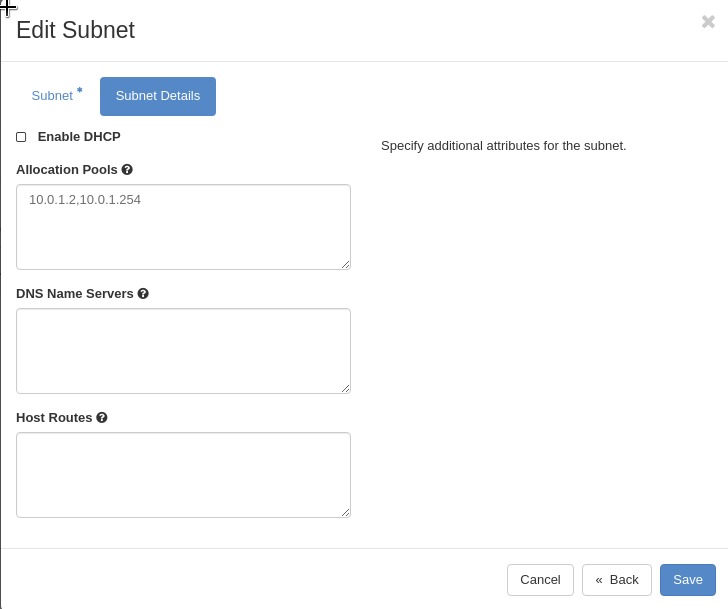 Edit Subnet
Subnet *
Subnet Details
Enable DHCP
Specify additional attributes for the subnet.
Allocation Pools
10.0.1.2,10.0.1.254
DNS Name Servers
Host Routes
Cancel
« Back
Save